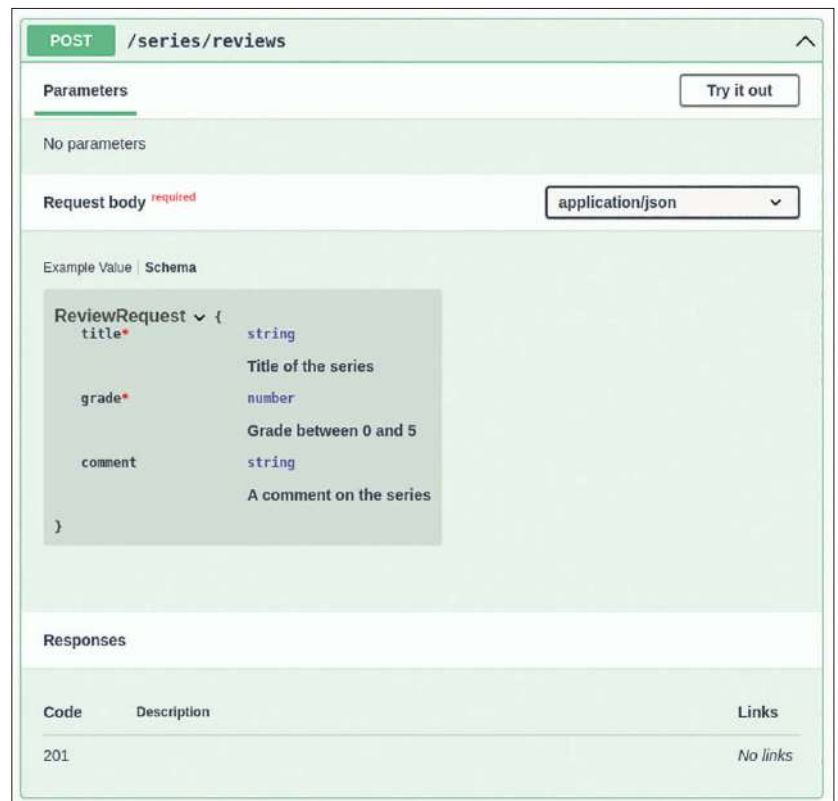 POST /series/reviews
Parameters Try it out
No parameters
Request body required application/json
Example Value | Schema
ReviewRequest {
title* string
Title of the series
grade* number
Grade between 0 and 5
comment string
A comment on the series
}
Responses
Code Description Links
201 No links